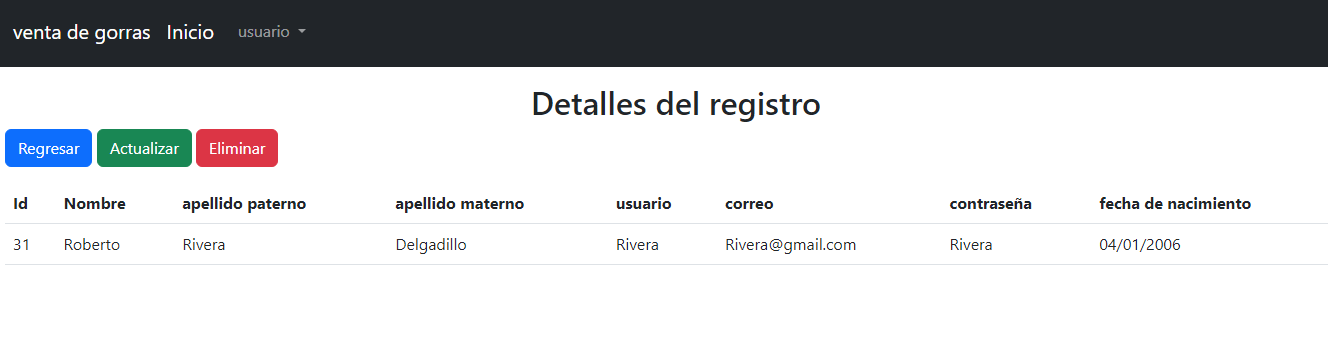 venta de gorras Inicio usuario
Detalles del registro
Regresar Actualizar Eliminar
Id Nombre apellido paterno apellido materno usuario correo contraseña fecha de nacimiento
31 Roberto Rivera Delgadillo Rivera Rivera@gmail.com Rivera 04/01/2006